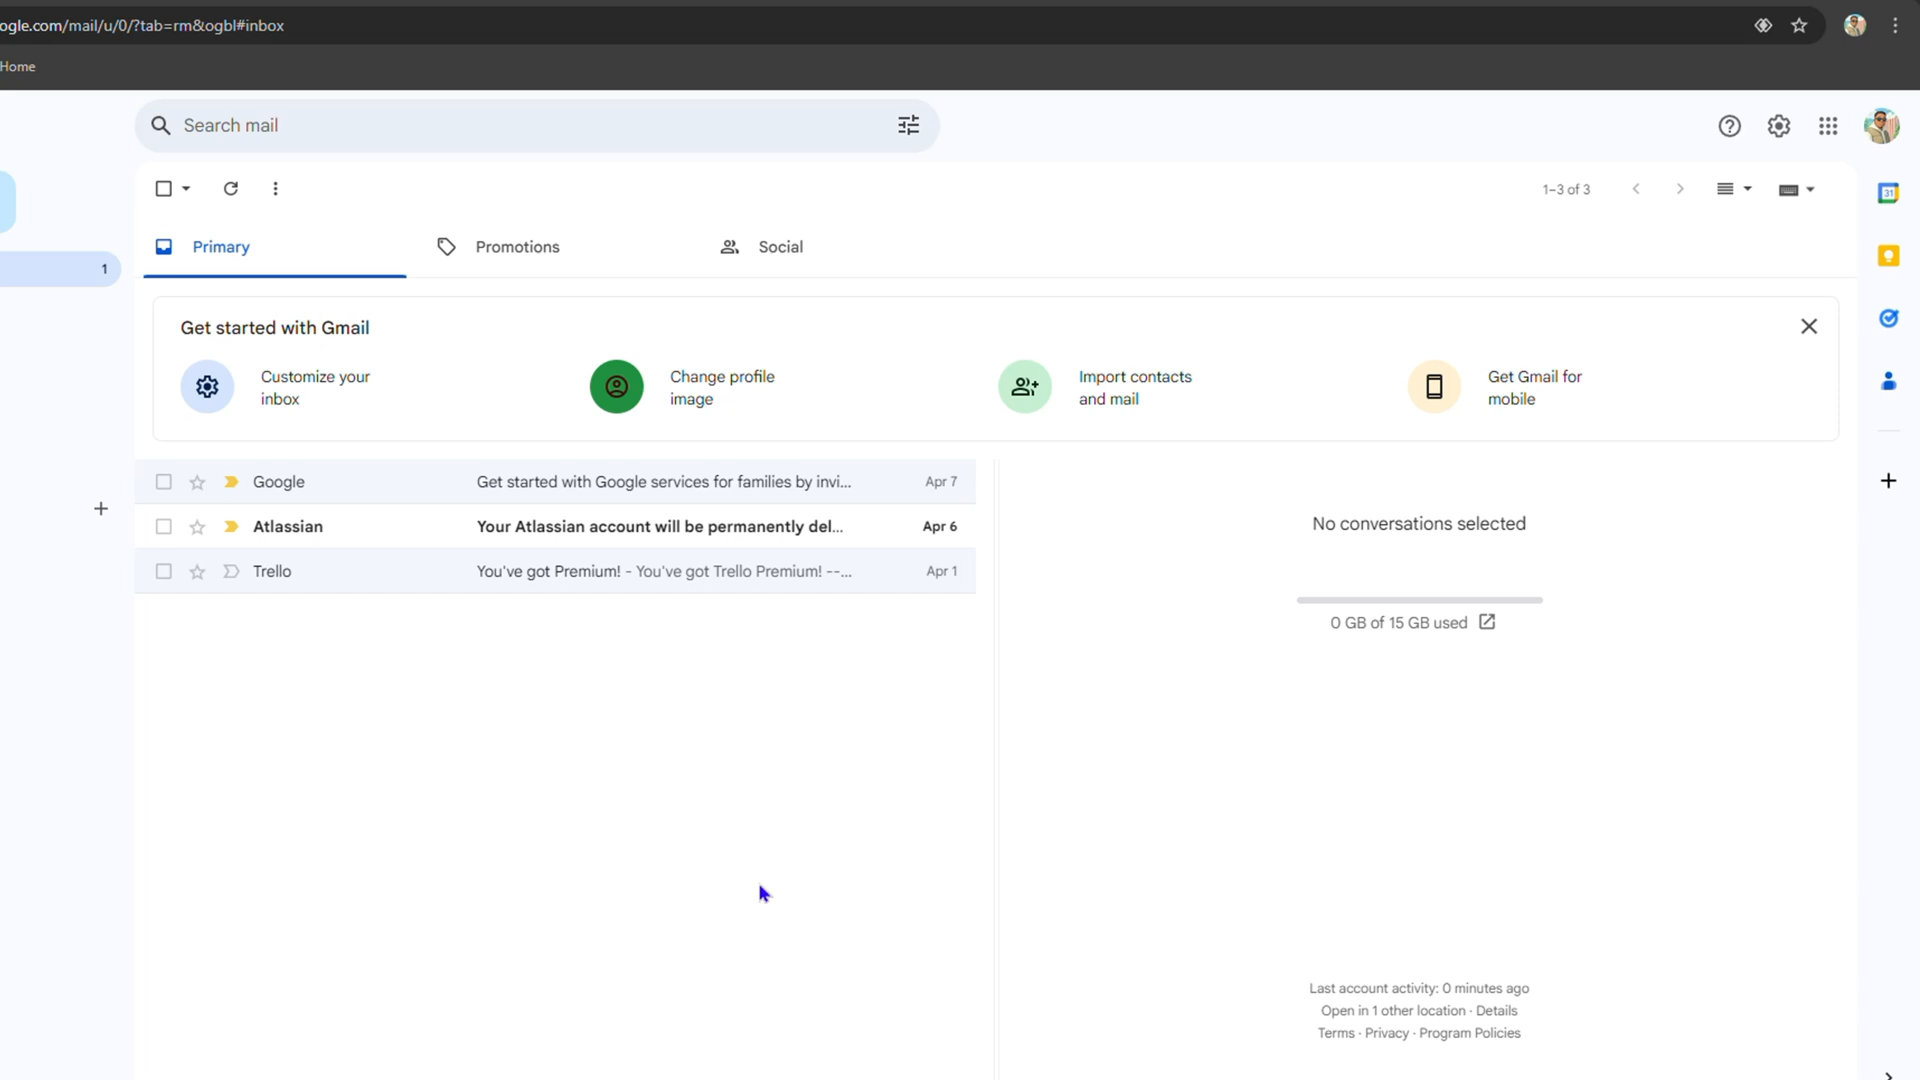 ogle.com/mail/u/0/?tab=rm&ogbl#inbox
Home
Search mail
1–3 of 3
Primary
Promotions
Social
1
Get started with Gmail
Customize your
inbox
Change profile
image
Import contacts
and mail
Get Gmail for
mobile
Google Get started with Google services for families by invi... Apr 7
Atlassian Your Atlassian account will be permanently del... Apr 6
Trello You've got Premium! - You've got Trello Premium! --... Apr 1
31
No conversations selected
0 GB of 15 GB used
Last account activity: 0 minutes ago
Open in 1 other location · Details
Terms · Privacy · Program Policies